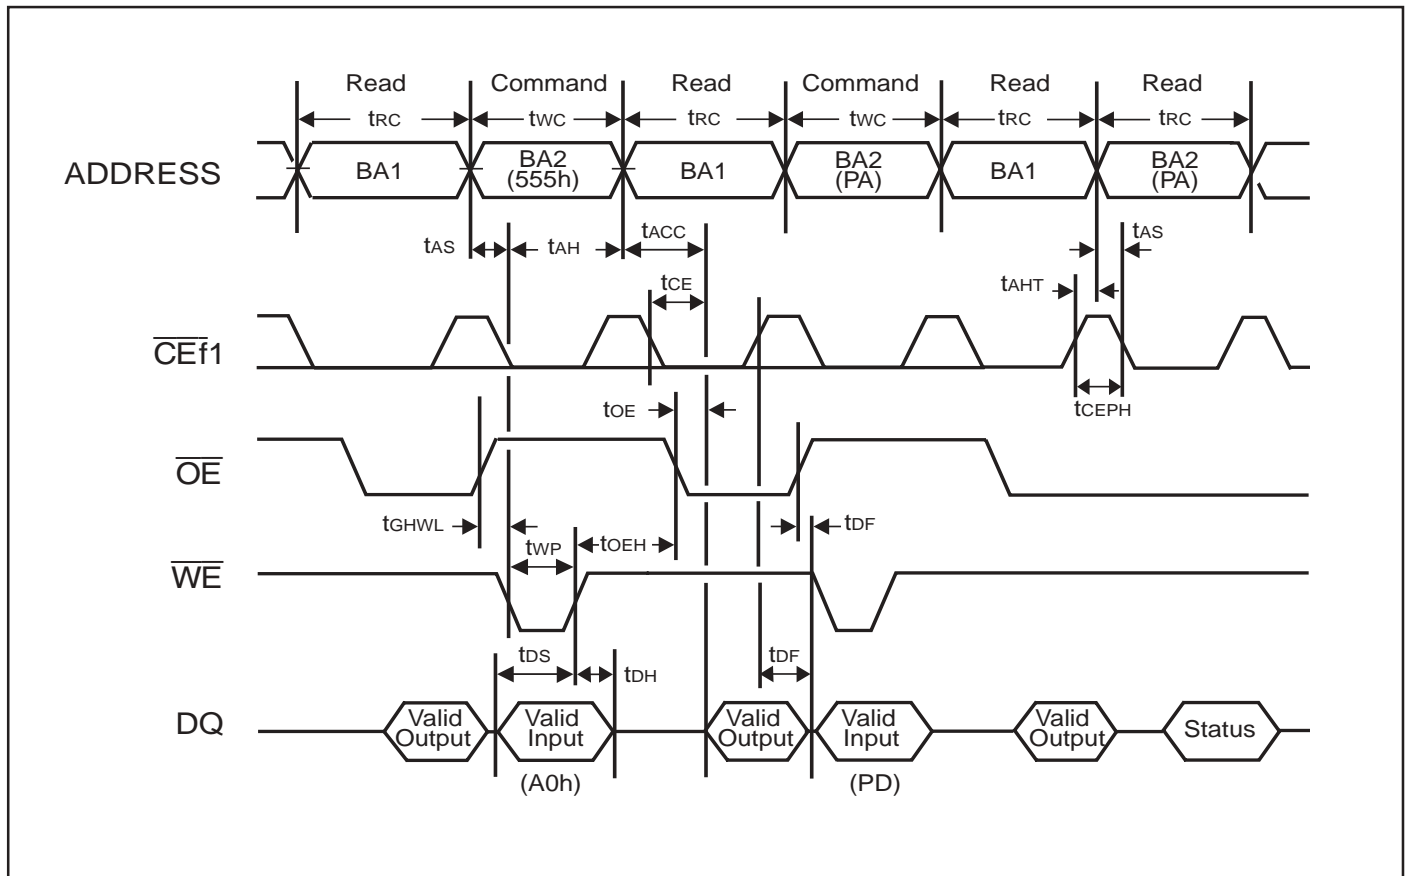 Read Command Read Command Read Read
tRC tWC tRC tWC tRC tRC
ADDRESS
BA1
BA2
(555h)
BA1
BA2
(PA)
BA1
BA2
(PA)
tAS tAH tACC tAS
tCE tAHT
CEf1
tCEPH
tOE
OE
tGHWL tWP tOEH tDF
WE
tDS tDH tDF
DQ
Valid
Output
Valid
Input
Valid
Output
Valid
Input
Valid
Output
Status
(A0h) (PD)